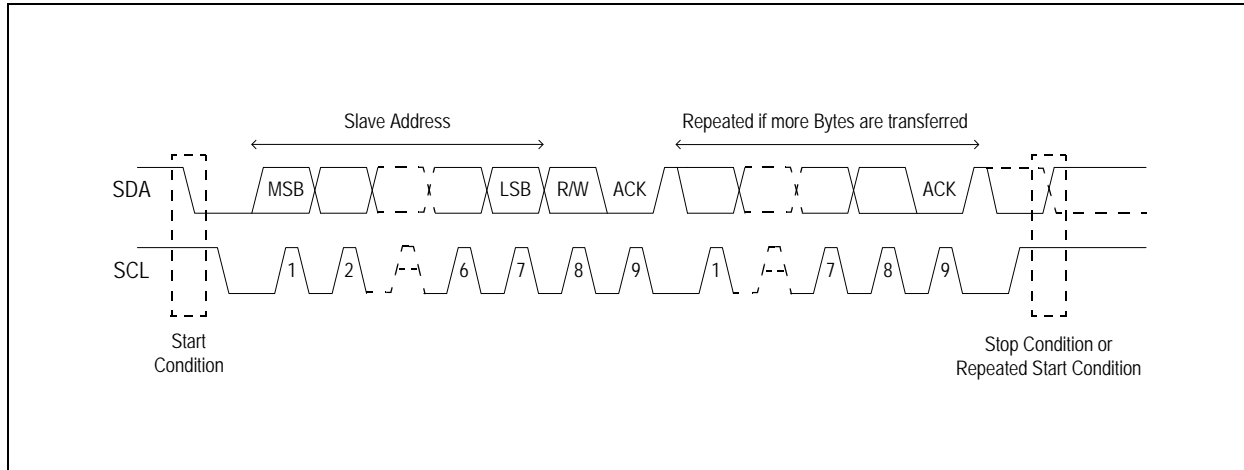 Slave Address
Repeated if more Bytes are transferred
SDA MSB LSB R/W ACK ACK
SCL 1 2 6 7 8 9 1 7 8 9
Start
Condition
Stop Condition or
Repeated Start Condition